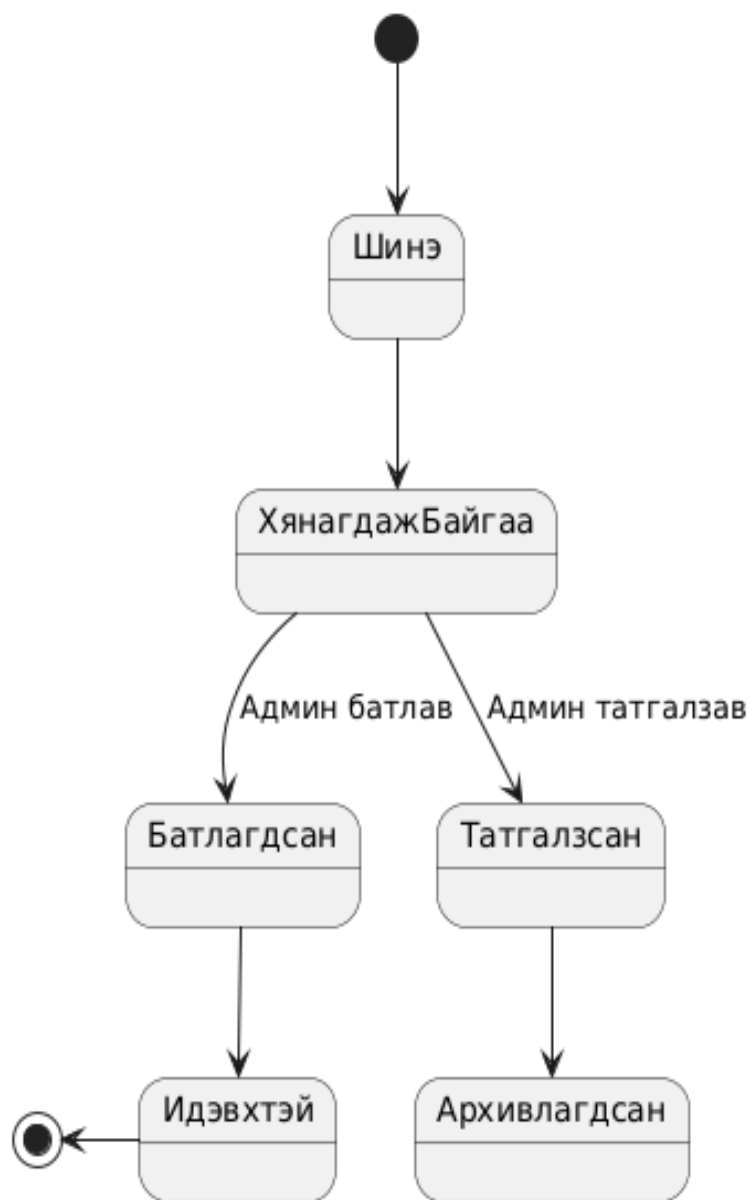 Шинэ
ХянагдажБайгаа
Админ батлав
Админ татгалзав
Батлагдсан
Татгалзсан
Идэвхтэй
Архивлагдсан